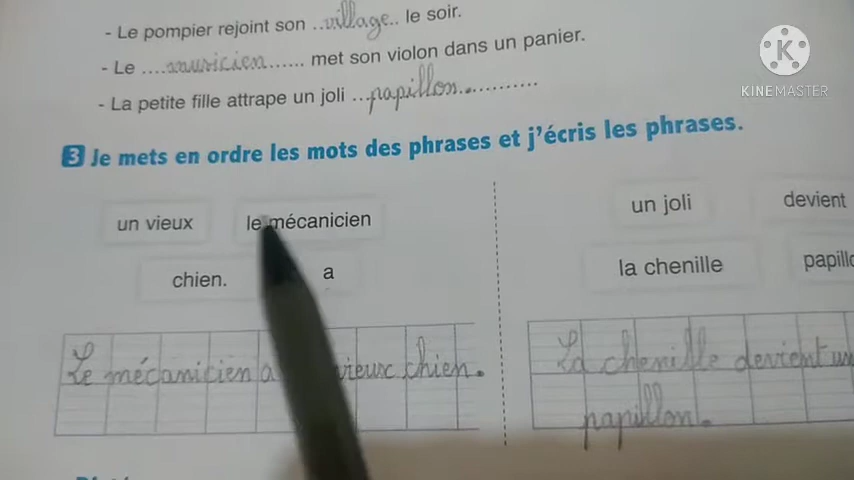 - Le pompier rejoint son ..village.. le soir.
- Le ....musicien...... met son violon dans un panier.
- La petite fille attrape un joli ...papillon.............
3 Je mets en ordre les mots des phrases et j'écris les phrases.
un vieux le mécanicien
chien. a
Le mécanicien a vieux chien.
un joli devient
la chenille
La chenille devient un
papillon.
K
KINEMASTER